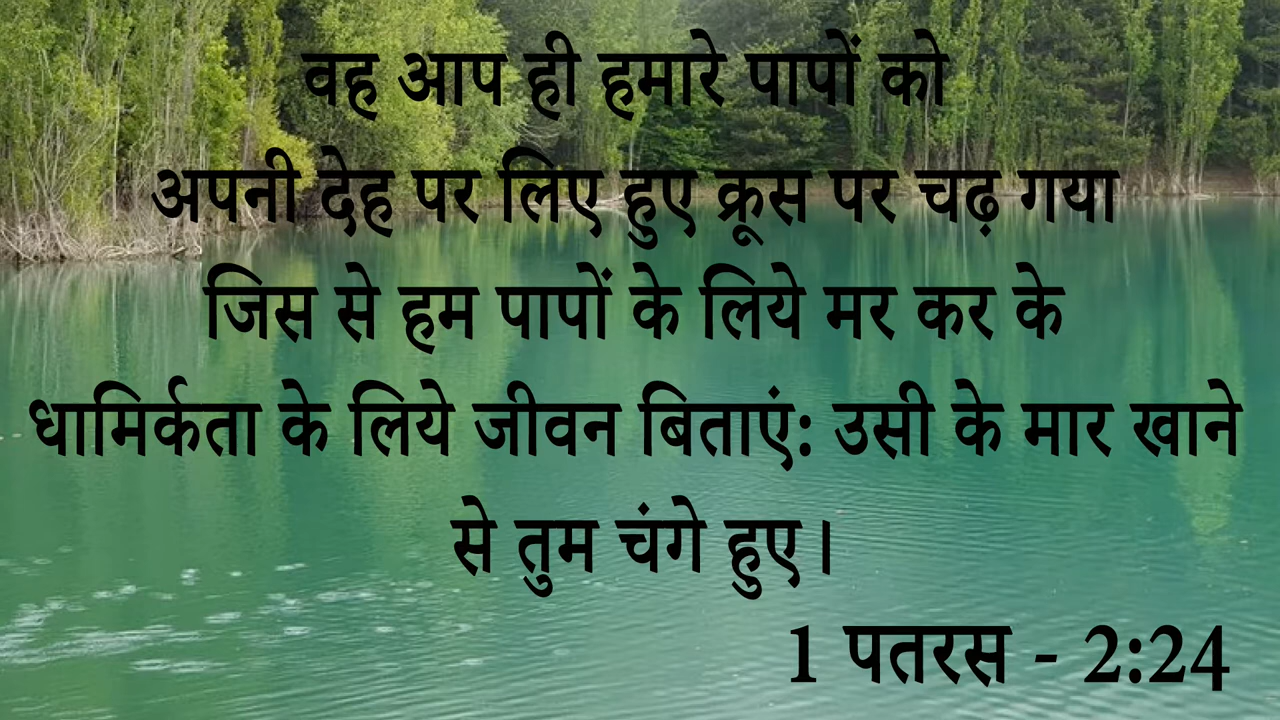 वह आप ही हमारे पापों को
अपनी देह पर लिए हुए क्रूस पर चढ़ गया
जिस से हम पापों के लिये मर कर के
धामिर्कता के लिये जीवन बिताएं: उसी के मार खाने
से तुम चंगे हुए।
1 पतरस - 2:24